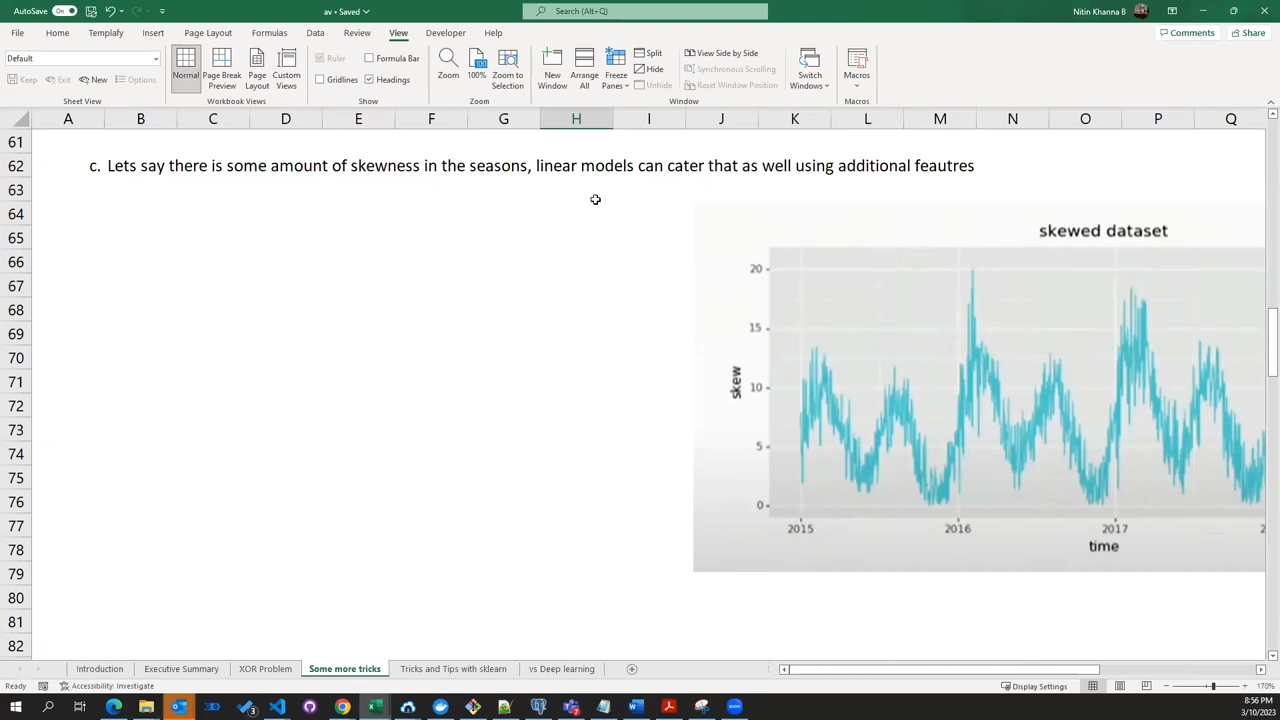 AutoSave On
av • Saved
Search (Alt+Q)
Nitin Khanna B
File Home Templafy Insert Page Layout Formulas Data Review View Developer Help
Comments Share
Default
Keep Exit New Options
Sheet View
Normal
Page Break Preview
Page Layout
Custom Views
Workbook Views
Ruler Formula Bar
Gridlines Headings
Show
Zoom
100
100%
Zoom to Selection
Zoom
New Window
Arrange All
Freeze Panes
Split
Hide
Unhide
View Side by Side
Synchronous Scrolling
Reset Window Position
Window
Switch Windows
Macros
Macros
A B C D E F G H I J K L M N O P Q
61
62
c. Lets say there is some amount of skewness in the seasons, linear models can cater that as well using additional feautres
63
64
65
66
67
68
69
70
71
72
73
74
75
76
77
78
79
80
81
82
skewed dataset
20
15
10
5
0
skew
2015 2016 2017 2
time
Introduction Executive Summary XOR Problem Some more tricks Tricks and Tips with sklearn vs Deep learning
Ready Accessibility: Investigate Display Settings 170%
8:56 PM
3/10/2023